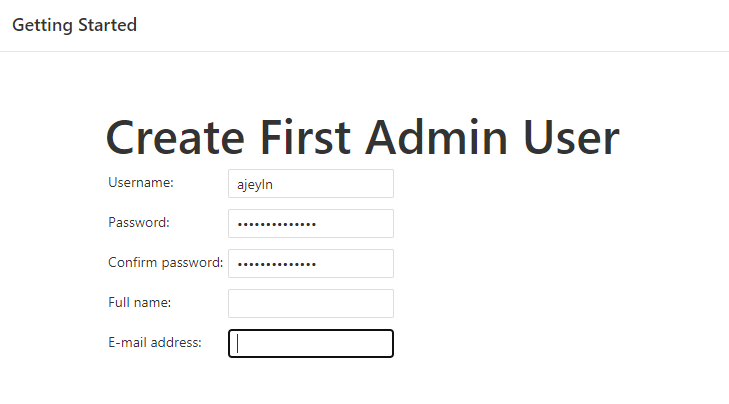 Getting Started
Create First Admin User
Username: ajeyln
Password: ••••••••••••••
Confirm password: ••••••••••••••
Full name:
E-mail address: